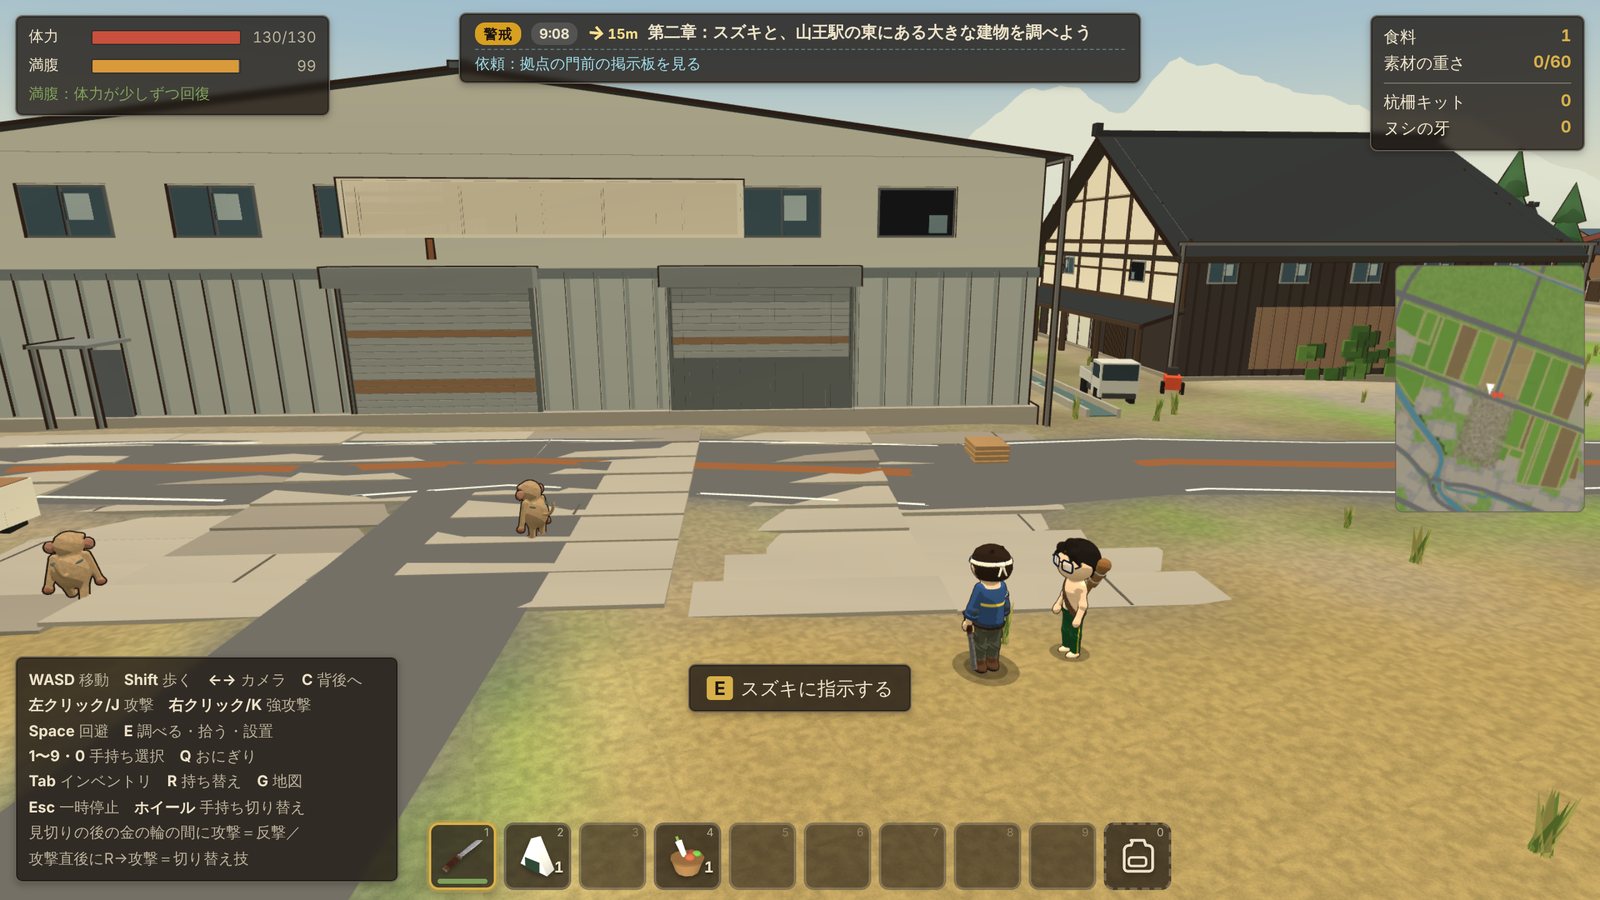 体力 130/130
満腹 99
満腹：体力が少しずつ回復
警戒 9:08 →15m 第二章：スズキと、山王駅の東にある大きな建物を調べよう
依頼：拠点の門前の掲示板を見る
食料 1
素材の重さ 0/60
杭柵キット 0
ヌシの牙 0
E スズキに指示する
WASD 移動 Shift 歩く ←→ カメラ C 背後へ
左クリック/J 攻撃 右クリック/K 強攻撃
Space 回避 E 調べる・拾う・設置
1〜9・0 手持ち選択 Q おにぎり
Tab インベントリ R 持ち替え G 地図
Esc 一時停止 ホイール 手持ち切り替え
見切りの後の金の輪の間に攻撃＝反撃／
攻撃直後にR→攻撃＝切り替え技
1 2 3 4 5 6 7 8 9 0
1 1